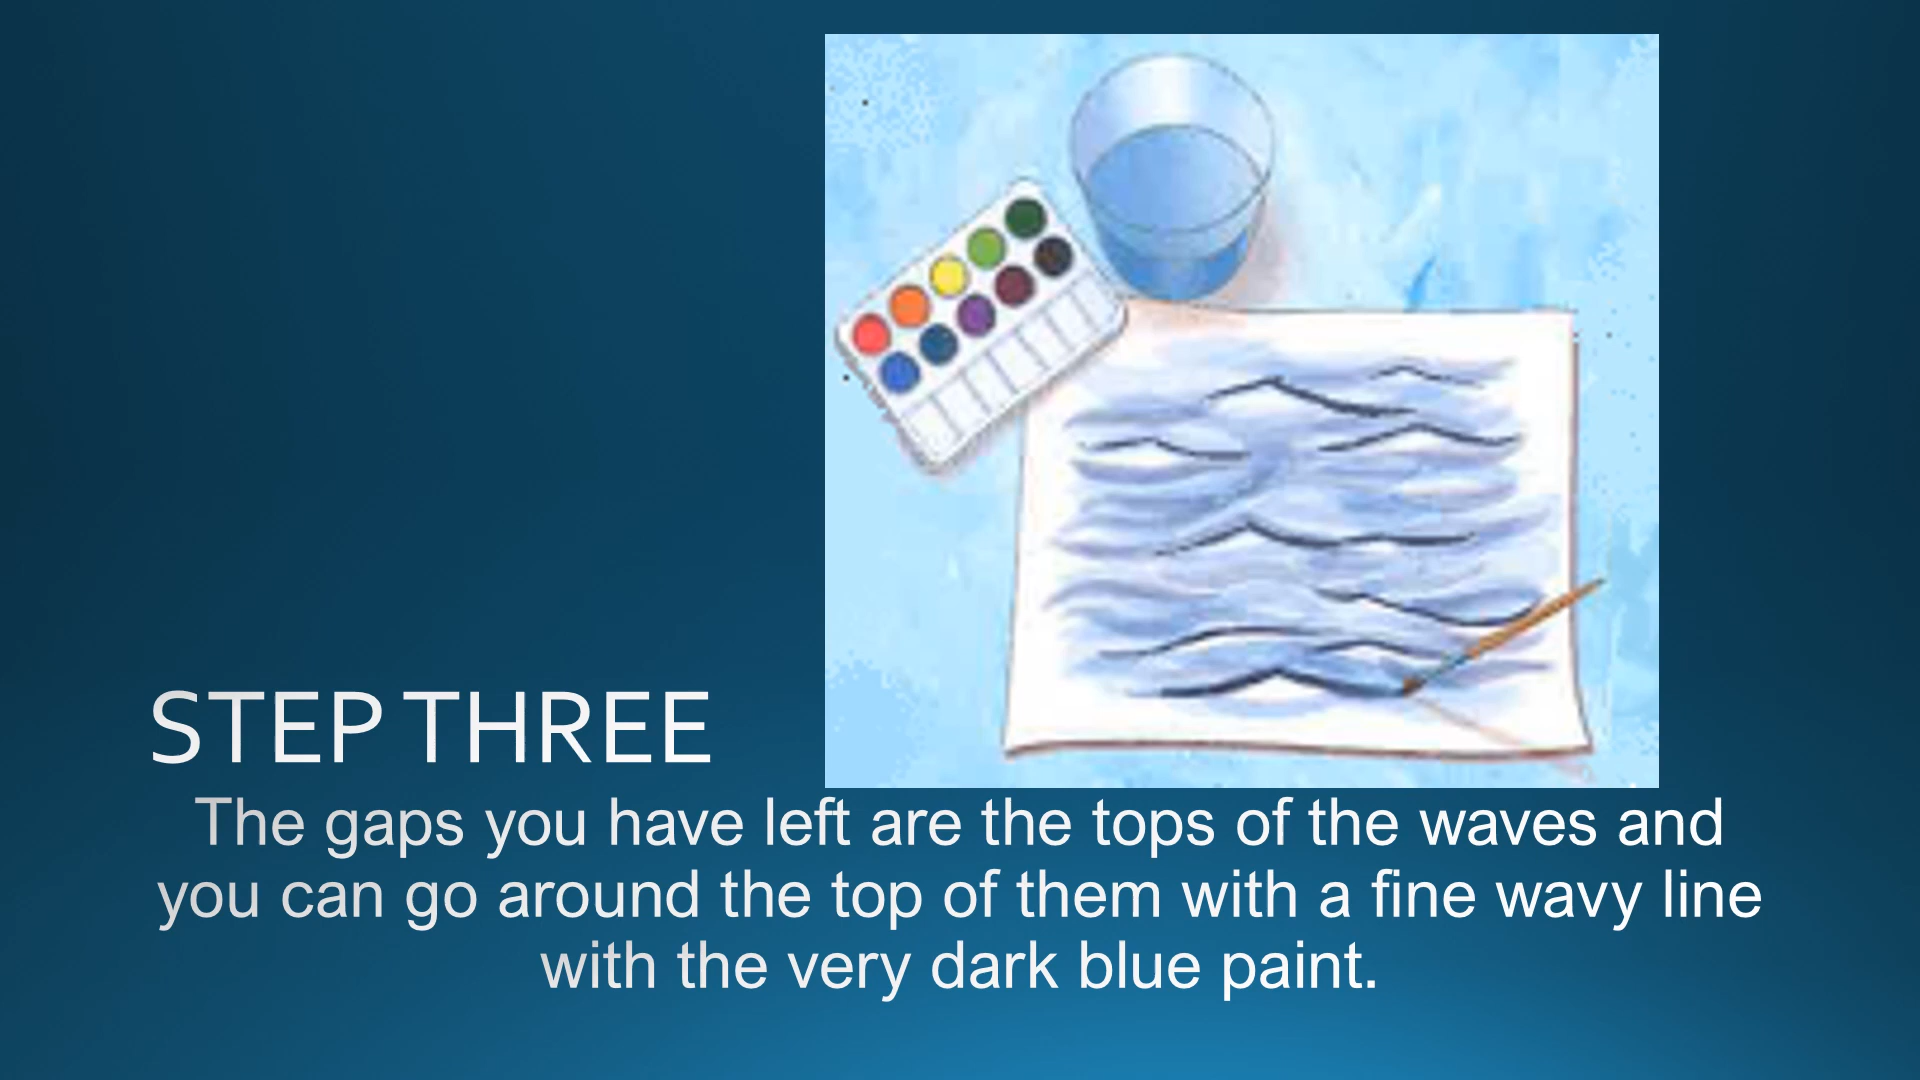 STEP THREE
The gaps you have left are the tops of the waves and
you can go around the top of them with a fine wavy line
with the very dark blue paint.